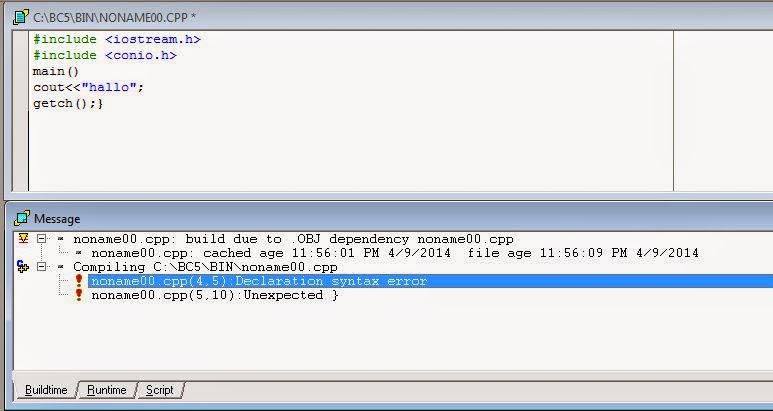 C:\BC5\BIN\NONAME00.CPP *
#include <iostream.h>
#include <conio.h>
main()
cout<<"hallo";
getch();}
Message
noname00.cpp: build due to .OBJ dependency noname00.cpp
noname00.cpp: cached age 11:56:01 PM 4/9/2014  file age 11:56:09 PM 4/9/2014
Compiling C:\BC5\BIN\noname00.cpp
noname00.cpp(4,5):Declaration syntax error
noname00.cpp(5,10):Unexpected }
Buildtime Runtime Script